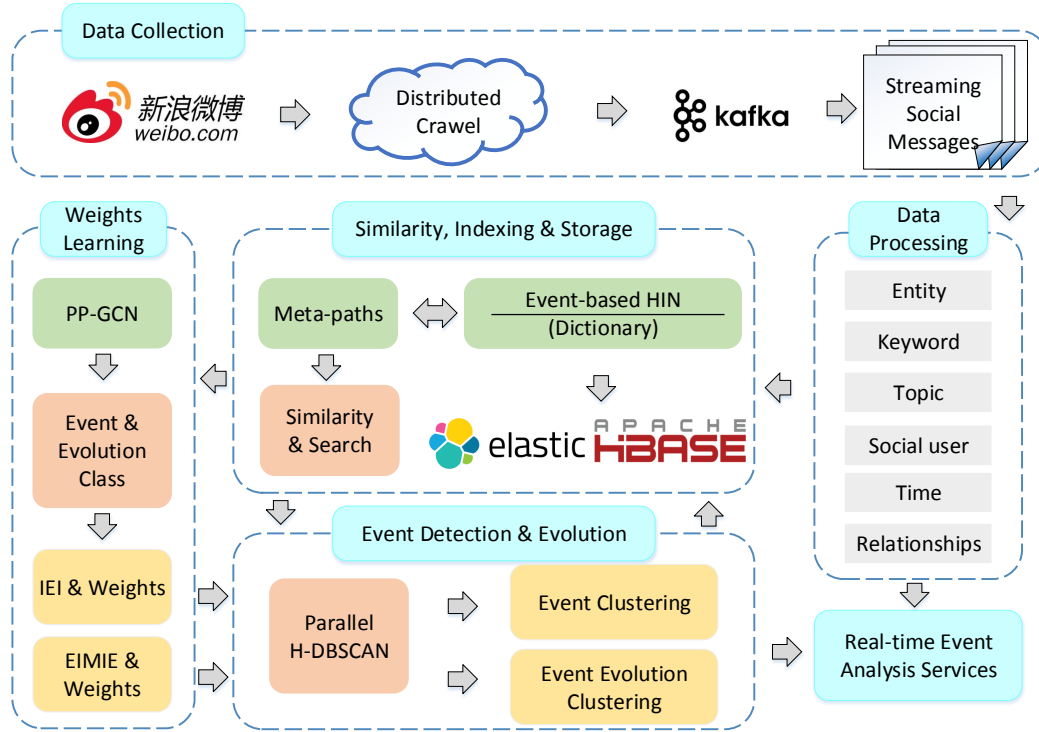 Data Collection
新浪微博
weibo.com
Distributed
Crawel
kafka
Streaming
Social
Messages
Weights
Learning
PP-GCN
Event &
Evolution
Class
IEI & Weights
EIMIE &
Weights
Similarity, Indexing & Storage
Meta-paths
Event-based HIN
(Dictionary)
Similarity
& Search
elastic
APACHE
HBASE
Data
Processing
Entity
Keyword
Topic
Social user
Time
Relationships
Event Detection & Evolution
Parallel
H-DBSCAN
Event Clustering
Event Evolution
Clustering
Real-time Event
Analysis Services